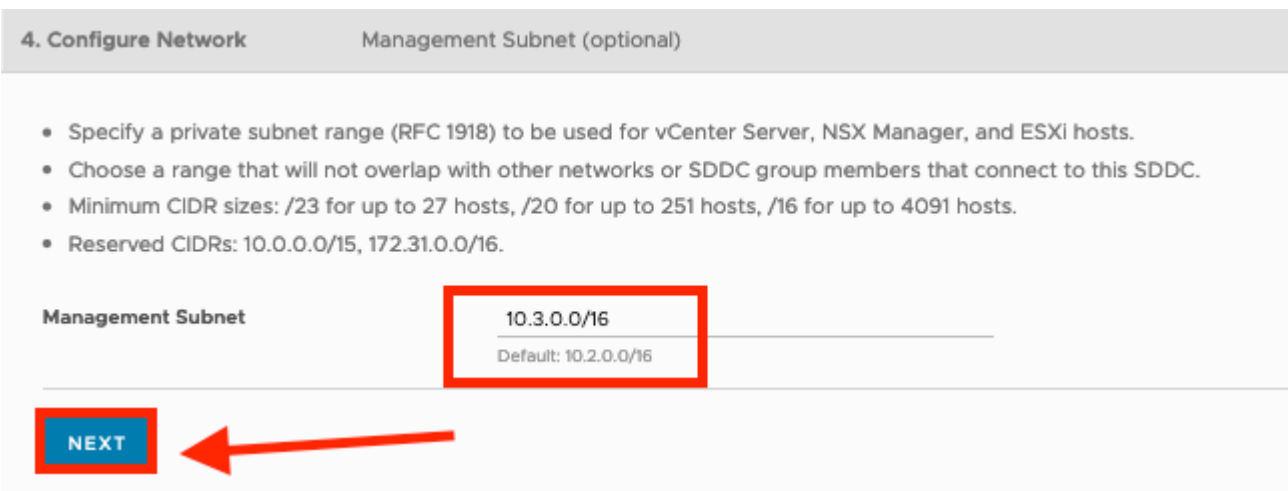 4. Configure Network Management Subnet (optional)
• Specify a private subnet range (RFC 1918) to be used for vCenter Server, NSX Manager, and ESXi hosts.
• Choose a range that will not overlap with other networks or SDDC group members that connect to this SDDC.
• Minimum CIDR sizes: /23 for up to 27 hosts, /20 for up to 251 hosts, /16 for up to 4091 hosts.
• Reserved CIDRs: 10.0.0.0/15, 172.31.0.0/16.
Management Subnet 10.3.0.0/16
Default: 10.2.0.0/16
NEXT